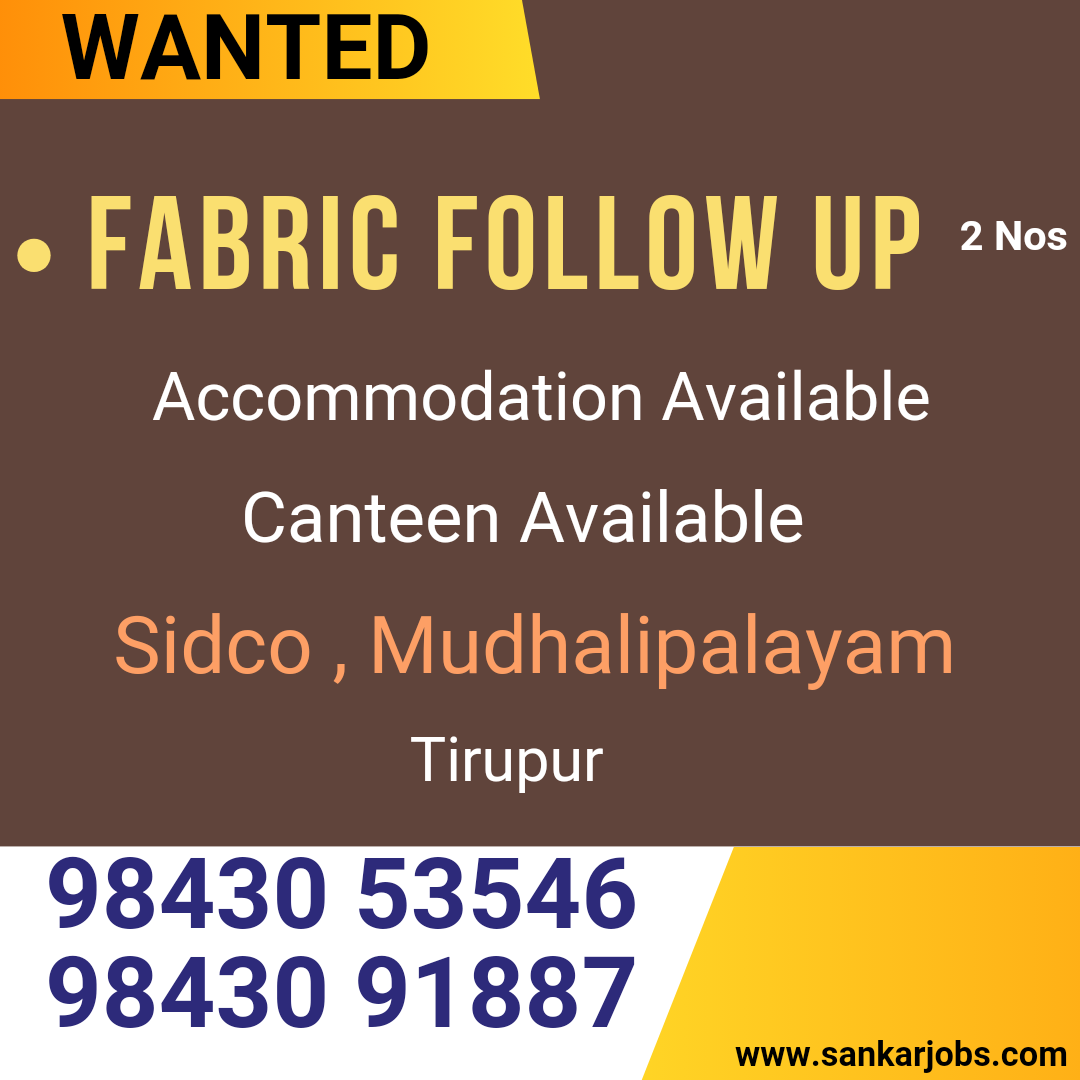 WANTED
• FABRIC FOLLOW UP 2 Nos
Accommodation Available
Canteen Available
Sidco , Mudhalipalayam
Tirupur
98430 53546
98430 91887
www.sankarjobs.com